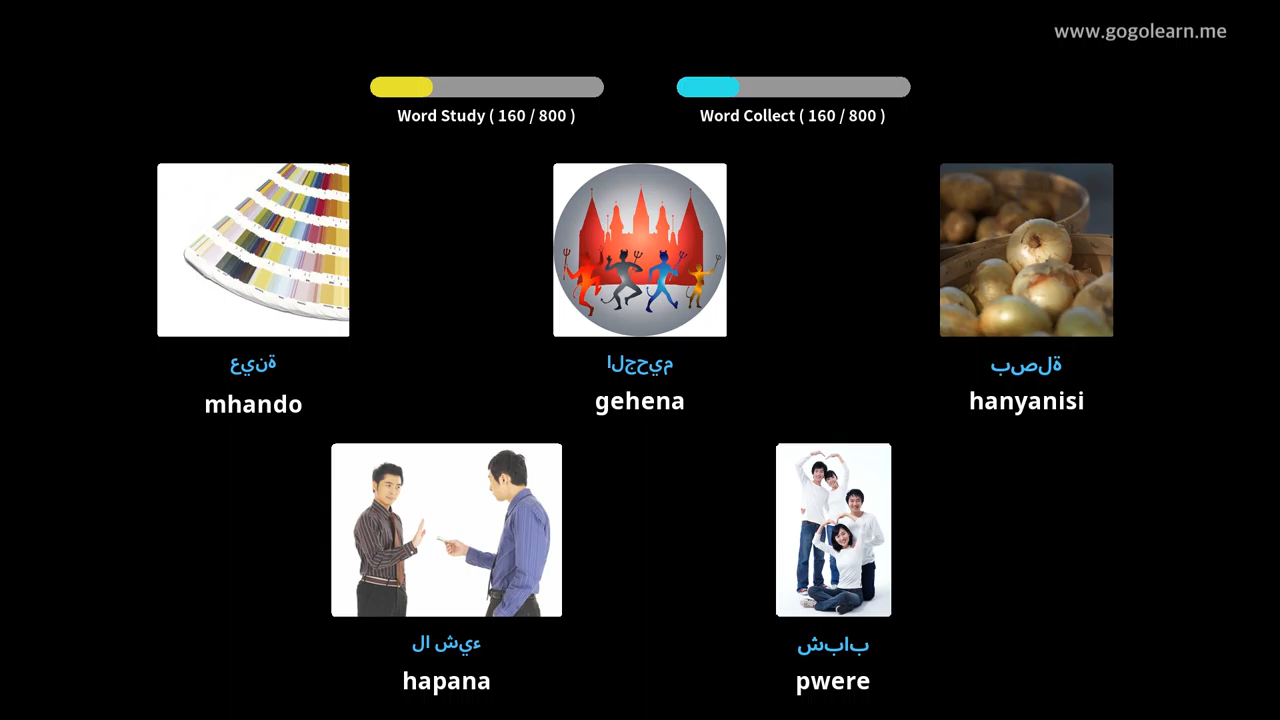 www.gogolearn.me
Word Study ( 160 / 800 )
Word Collect ( 160 / 800 )
عينة
mhando
الجحيم
gehena
بصلة
hanyanisi
لا شيء
hapana
شباب
pwere